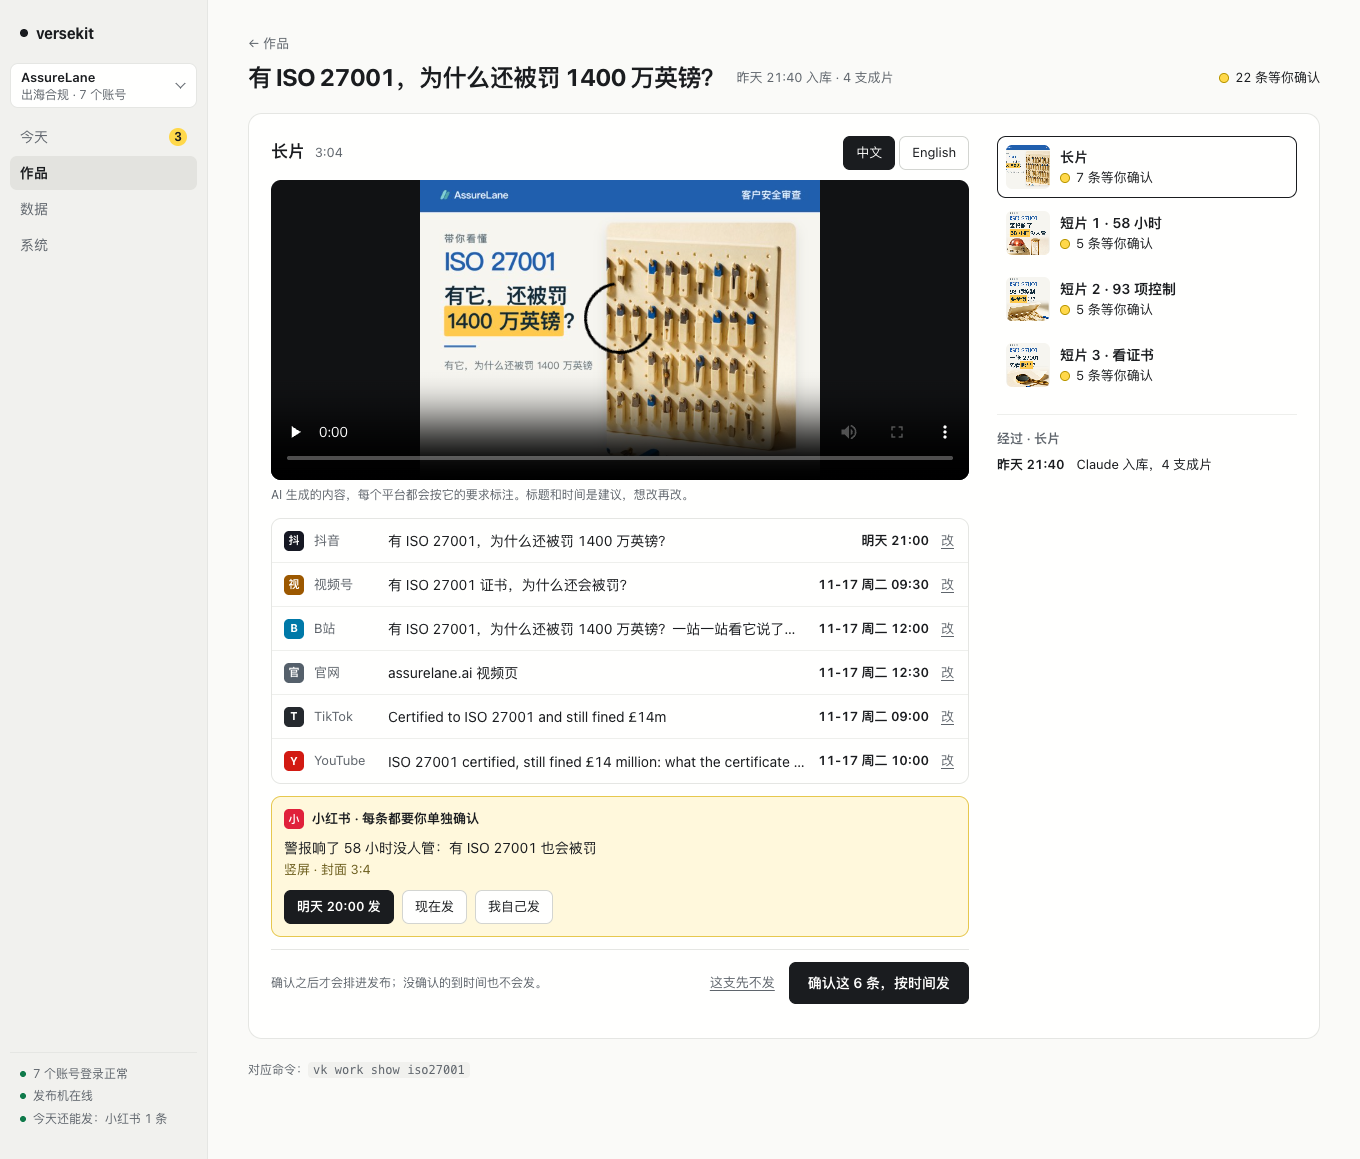 versekit
AssureLane
出海合规 · 7 个账号
今天
3
作品
数据
系统
7 个账号登录正常
发布机在线
今天还能发：小红书 1 条
← 作品
有 ISO 27001，为什么还被罚 1400 万英镑？
昨天 21:40 入库 · 4 支成片
22 条等你确认
长片 3:04
中文
English
AssureLane
客户安全审查
带你看懂
ISO 27001
有它，还被罚
1400 万英镑？
有它，为什么还被罚 1400 万英镑
0:00
AI 生成的内容，每个平台都会按它的要求标注。标题和时间是建议，想改再改。
抖 抖音 有 ISO 27001，为什么还被罚 1400 万英镑？ 明天 21:00 改
视 视频号 有 ISO 27001 证书，为什么还会被罚？ 11-17 周二 09:30 改
B B站 有 ISO 27001，为什么还被罚 1400 万英镑？一站一站看它说了… 11-17 周二 12:00 改
官 官网 assurelane.ai 视频页 11-17 周二 12:30 改
T TikTok Certified to ISO 27001 and still fined £14m 11-17 周二 09:00 改
Y YouTube ISO 27001 certified, still fined £14 million: what the certificate … 11-17 周二 10:00 改
小 小红书 · 每条都要你单独确认
警报响了 58 小时没人管：有 ISO 27001 也会被罚
竖屏 · 封面 3:4
明天 20:00 发
现在发
我自己发
确认之后才会排进发布；没确认的到时间也不会发。
这支先不发
确认这 6 条，按时间发
长片
7 条等你确认
短片 1 · 58 小时
5 条等你确认
短片 2 · 93 项控制
5 条等你确认
短片 3 · 看证书
5 条等你确认
经过 · 长片
昨天 21:40 Claude 入库，4 支成片
对应命令： vk work show iso27001